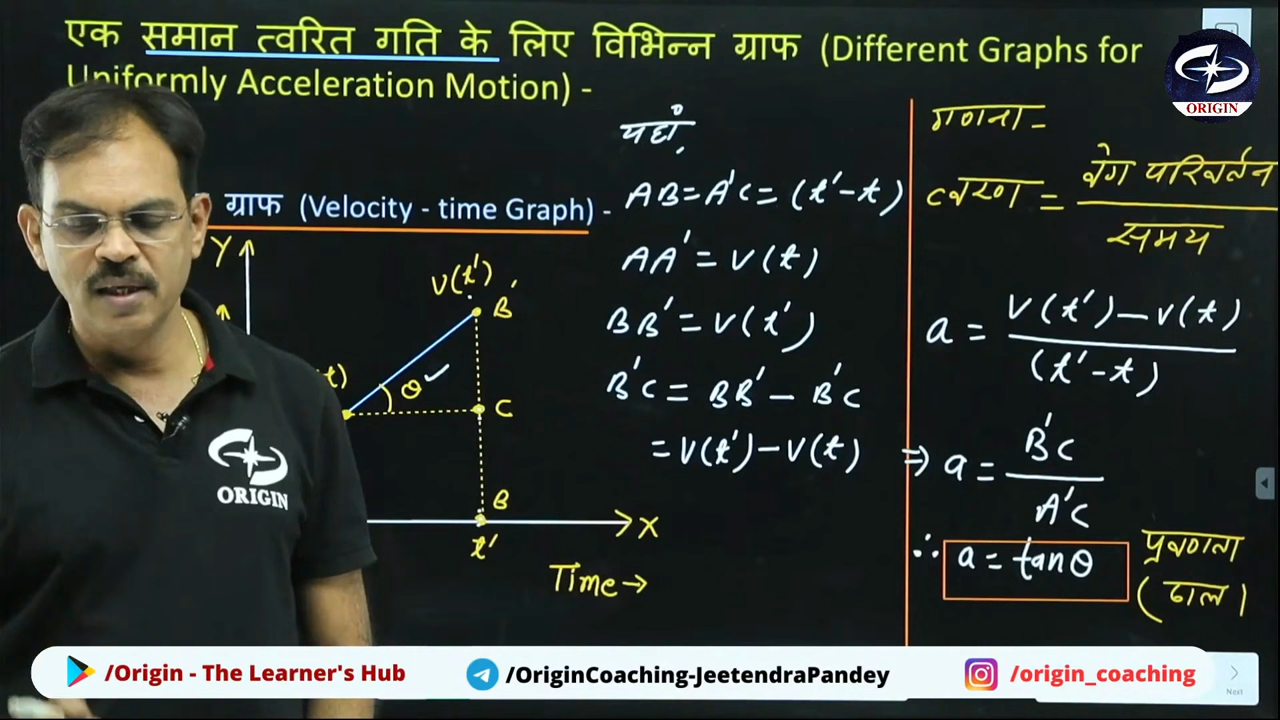 एक समान त्वरित गति के लिए विभिन्न ग्राफ (Different Graphs for
Uniformly Acceleration Motion) -
ORIGIN
ग्राफ (Velocity - time Graph) -
Y
V(t')
B'
t)
θ
C
B
t'
X
Time→
ORIGIN
यहाँ,
AB=A'C=(t'-t)
AA' = V(t)
BB' = V(t')
B'C = BB' - B'C
= V(t') - V(t)
गणना -
त्वरण = वेग परिवर्तन
समय
a = V(t') - V(t)
(t'-t)
⇒ a = B'C
A'C
∴ a = tanθ
प्रवणता
(ढाल)
/Origin - The Learner's Hub
/OriginCoaching-JeetendraPandey
/origin_coaching
Next